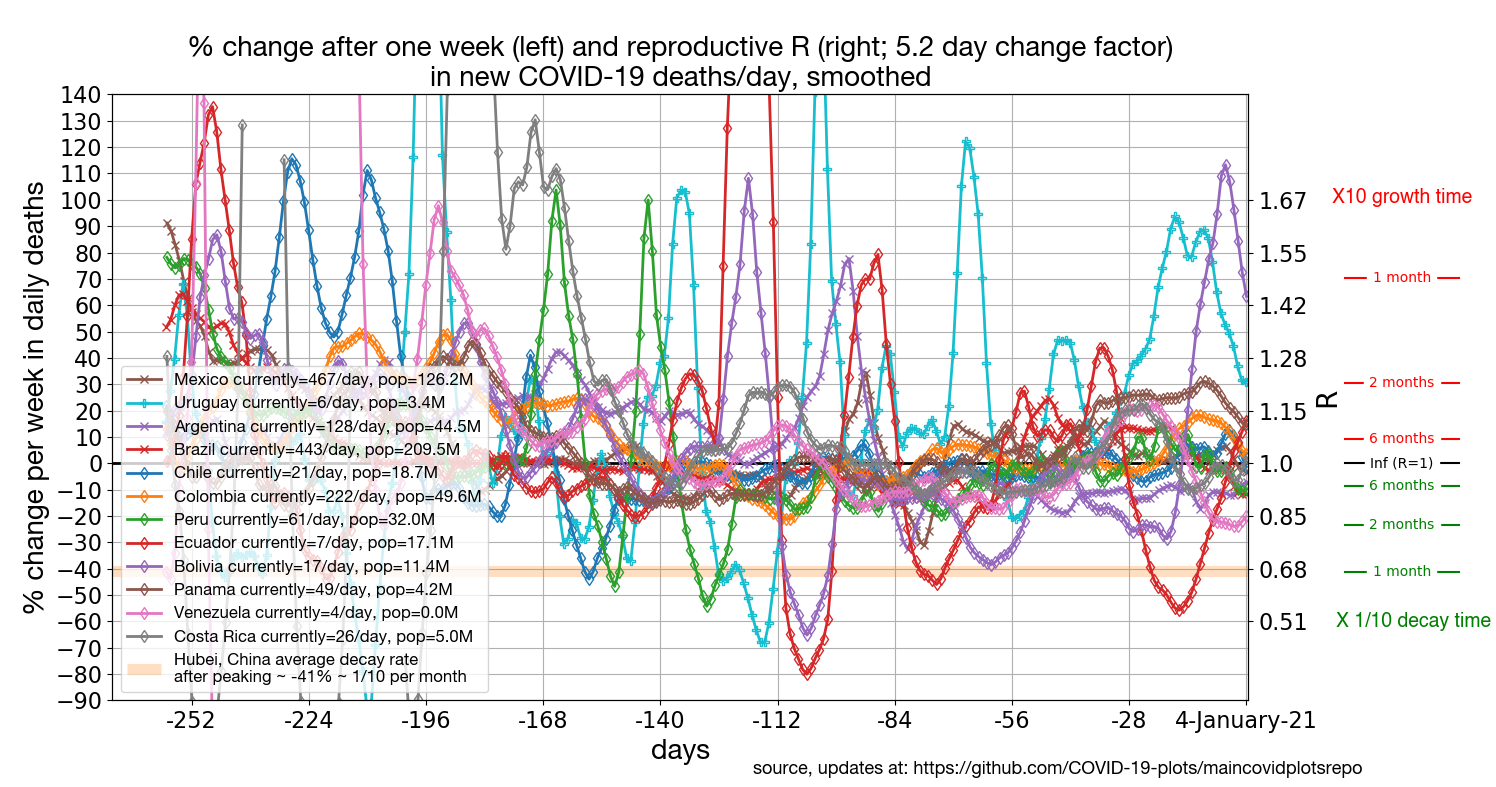 % change after one week (left) and reproductive R (right; 5.2 day change factor)
in new COVID-19 deaths/day, smoothed
% change per week in daily deaths
140
130
120
110
100
90
80
70
60
50
40
30
20
10
0
−10
−20
−30
−40
−50
−60
−70
−80
−90
Mexico currently=467/day, pop=126.2M
Uruguay currently=6/day, pop=3.4M
Argentina currently=128/day, pop=44.5M
Brazil currently=443/day, pop=209.5M
Chile currently=21/day, pop=18.7M
Colombia currently=222/day, pop=49.6M
Peru currently=61/day, pop=32.0M
Ecuador currently=7/day, pop=17.1M
Bolivia currently=17/day, pop=11.4M
Panama currently=49/day, pop=4.2M
Venezuela currently=4/day, pop=0.0M
Costa Rica currently=26/day, pop=5.0M
Hubei, China average decay rate
after peaking ~ -41% ~ 1/10 per month
-252
-224
-196
-168
-140
-112
-84
-56
-28
4-January-21
days
1.67
1.55
1.42
1.28
1.15
1.0
0.85
0.68
0.51
R
X10 growth time
1 month
2 months
6 months
Inf (R=1)
6 months
2 months
1 month
X 1/10 decay time
source, updates at: https://github.com/COVID-19-plots/maincovidplotsrepo